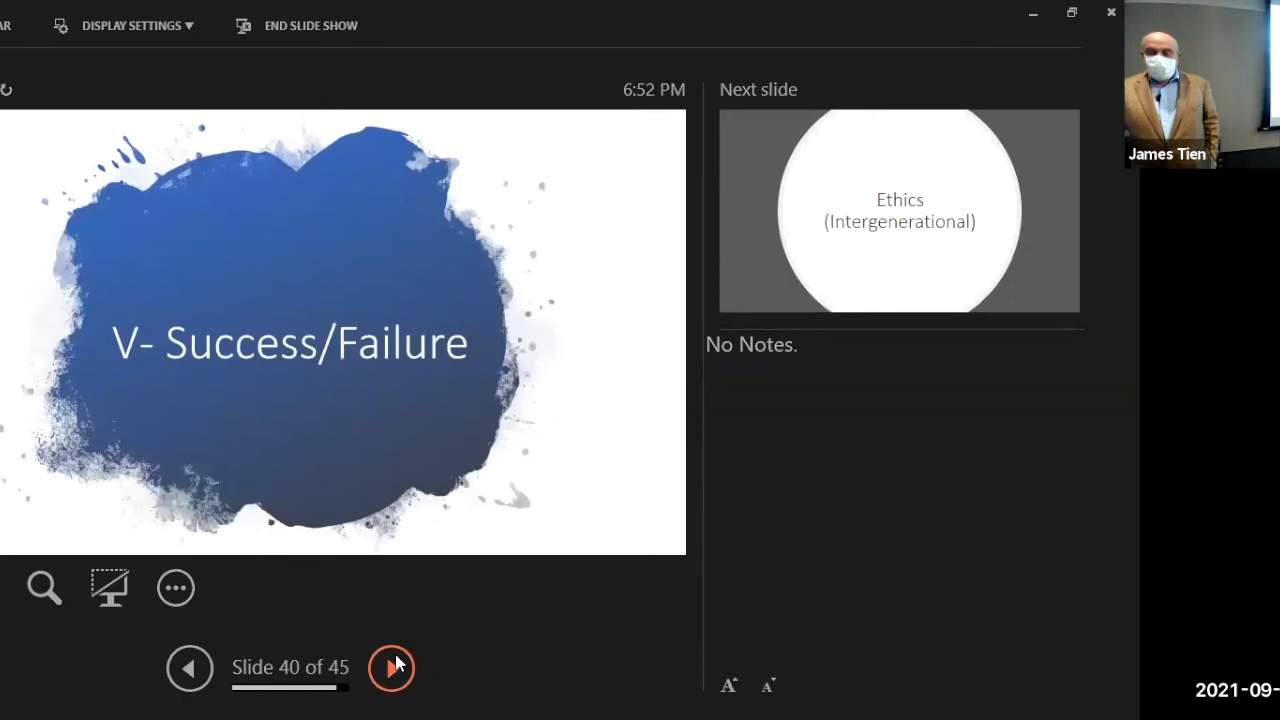 AR
DISPLAY SETTINGS ▼
END SLIDE SHOW
6:52 PM
Next slide
V- Success/Failure
Ethics
(Intergenerational)
James Tien
No Notes.
Slide 40 of 45
A A
2021-09-